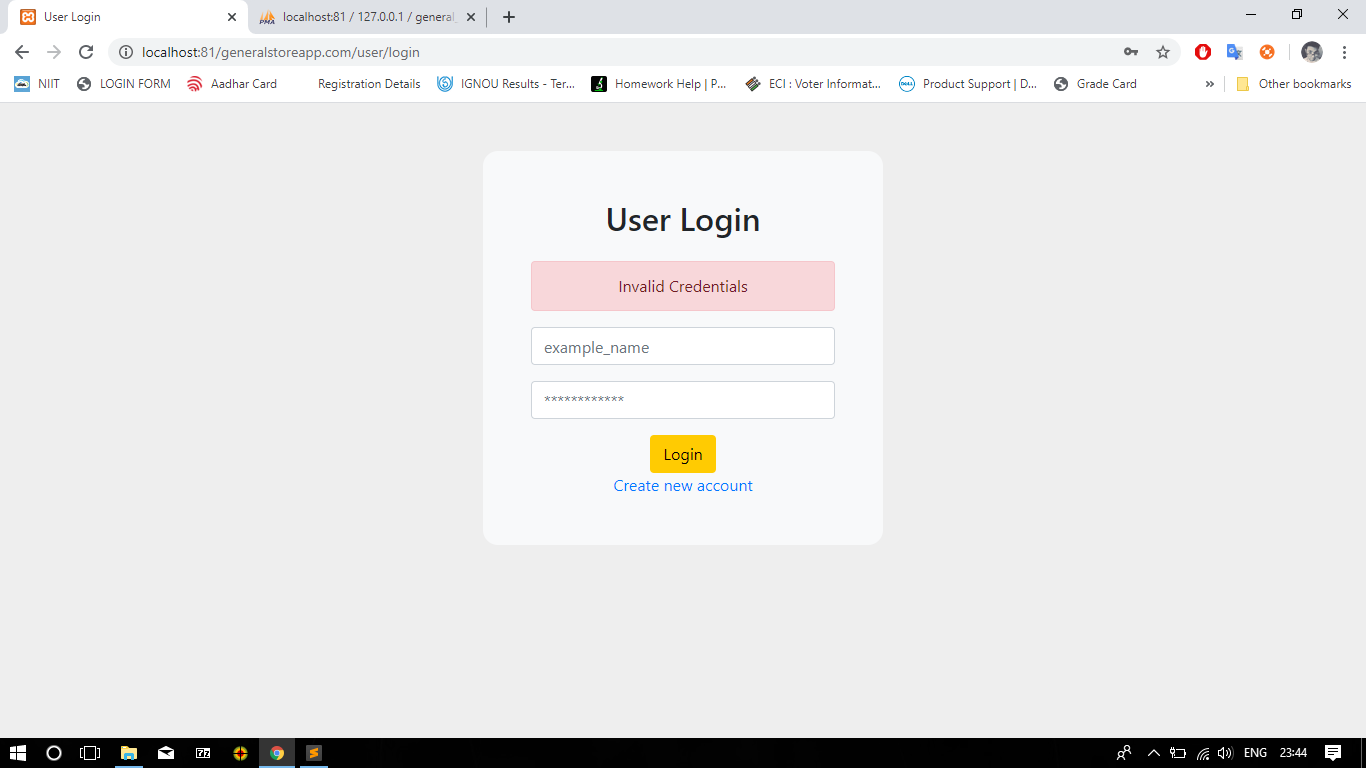 User Login
localhost:81 / 127.0.0.1 / general_
localhost:81/generalstoreapp.com/user/login
NIIT LOGIN FORM Aadhar Card Registration Details IGNOU Results - Ter... Homework Help | P... ECI : Voter Informat... Product Support | D... Grade Card » Other bookmarks
User Login
Invalid Credentials
example_name
************
Login
Create new account
ENG 23:44